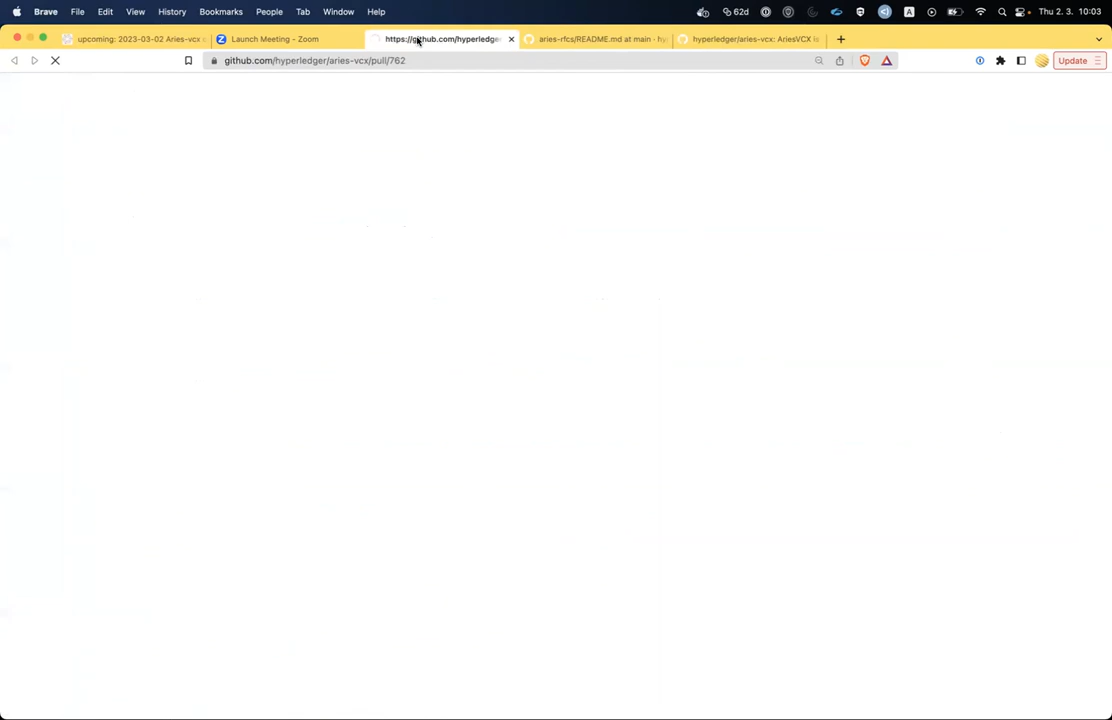 Brave File Edit View History Bookmarks People Tab Window Help 62d A Thu 2. 3. 10:03
upcoming: 2023-03-02 Aries-vcx Launch Meeting - Zoom https://github.com/hyperledge aries-rfcs/README.md at main · hy hyperledger/aries-vcx: AriesVCX is
github.com/hyperledger/aries-vcx/pull/762 Update